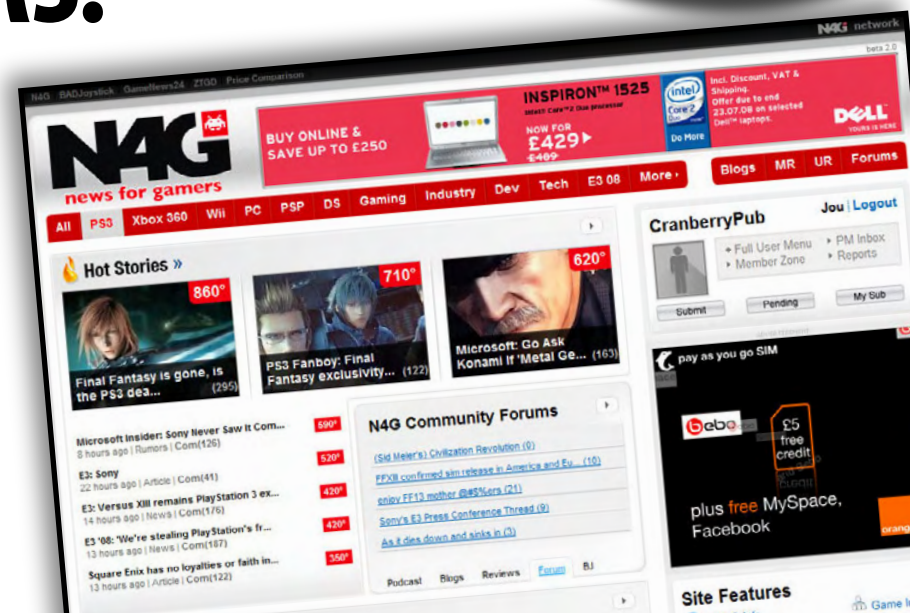 N4G network
beta 2.0
N4G BADJoystick GameNews24 ZTGD Price Comparison
N4G
news for gamers
BUY ONLINE &
SAVE UP TO £250
INSPIRON™ 1525
Intel® Core™2 Duo processor
NOW FOR
£429
£489
intel
Core 2
Duo
Do More
Incl. Discount, VAT &
Shipping.
Offer due to end
23.07.08 on selected
Dell™ laptops.
DELL
YOURS IS HERE
All PS3 Xbox 360 Wii PC PSP DS Gaming Industry Dev Tech E3 08 More
Blogs MR UR Forums
Hot Stories »
860°
Final Fantasy is gone, is
the PS3 dea... (295)
710°
PS3 Fanboy: Final
Fantasy exclusivity... (122)
620°
Microsoft: Go Ask
Konami If 'Metal Ge... (163)
CranberryPub
Jou | Logout
Full User Menu
PM Inbox
Member Zone
Reports
Submit
Pending
My Sub
Microsoft Insider: Sony Never Saw It Com... 590°
8 hours ago | Rumors | Com(126)
E3: Sony 520°
22 hours ago | Article | Com(41)
E3: Versus XIII remains PlayStation 3 ex... 420°
14 hours ago | News | Com(176)
E3 '08: 'We're stealing PlayStation's fr... 420°
13 hours ago | News | Com(187)
Square Enix has no loyalties or faith in... 350°
13 hours ago | Article | Com(122)
N4G Community Forums
(Sid Meier's) Civilization Revolution (0)
FFXIII confirmed sim release in America and Eu... (10)
enjoy FF13 mother @#$%ers (21)
Sony's E3 Press Conference Thread (9)
As it dies down and sinks in (3)
Podcast Blogs Reviews Forum BJ
pay as you go SIM
bebo
£5
free
credit
plus free MySpace,
Facebook
orang
Site Features
Game In